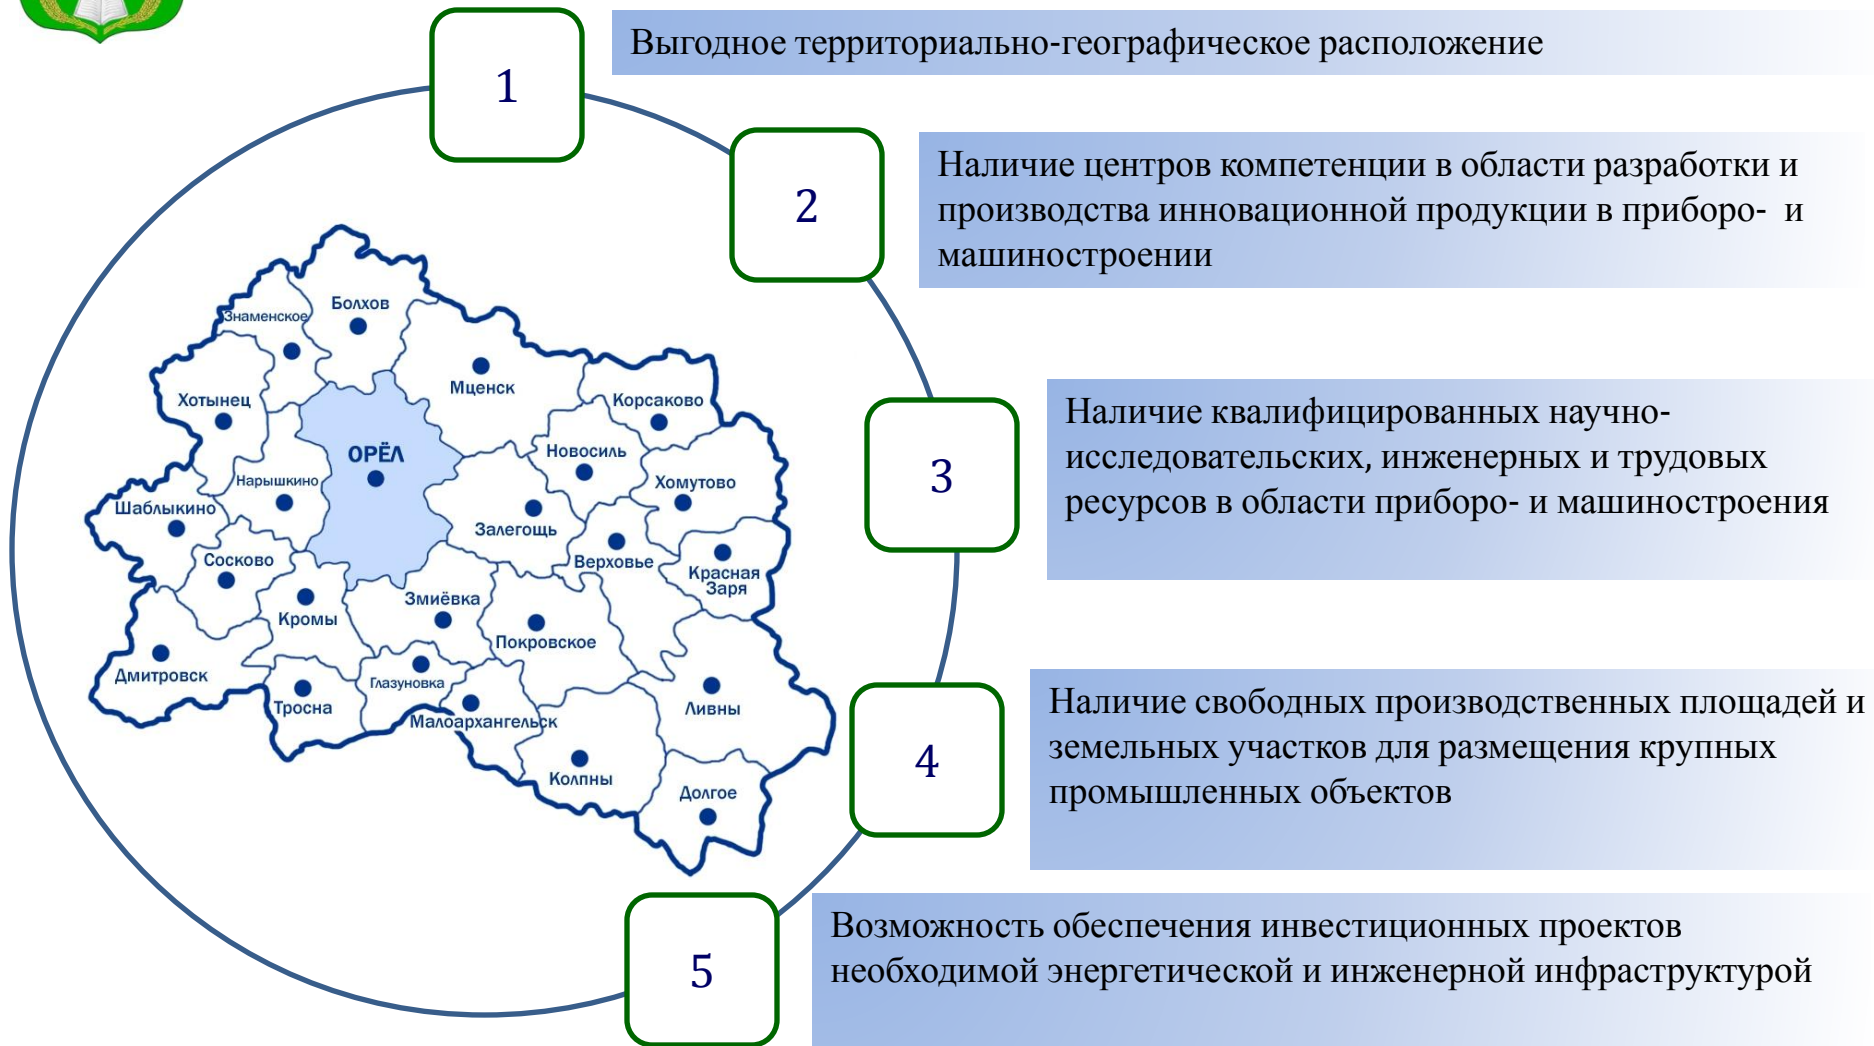 1
Выгодное территориально-географическое расположение
2
Наличие центров компетенции в области разработки и
производства инновационной продукции в приборо- и
машиностроении
3
Наличие квалифицированных научно-
исследовательских, инженерных и трудовых
ресурсов в области приборо- и машиностроения
4
Наличие свободных производственных площадей и
земельных участков для размещения крупных
промышленных объектов
5
Возможность обеспечения инвестиционных проектов
необходимой энергетической и инженерной инфраструктурой
Болхов
Знаменское
Мценск
Хотынец
Корсаково
ОРЁЛ
Новосиль
Нарышкино
Хомутово
Шаблыкино
Залегощь
Сосково
Верховье
Красная
Заря
Змиёвка
Кромы
Покровское
Дмитровск
Глазуновка
Тросна
Ливны
Малоархангельск
Колпны
Долгое